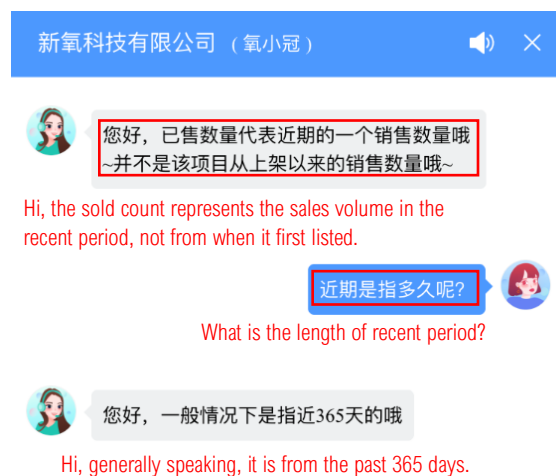 新氧科技有限公司 (氧小冠)
您好，已售数量代表近期的一个销售数量哦
~并不是该项目从上架以来的销售数量哦~
Hi, the sold count represents the sales volume in the
recent period, not from when it first listed.
近期是指多久呢?
What is the length of recent period?
您好，一般情况下是指近365天的哦
Hi, generally speaking, it is from the past 365 days.